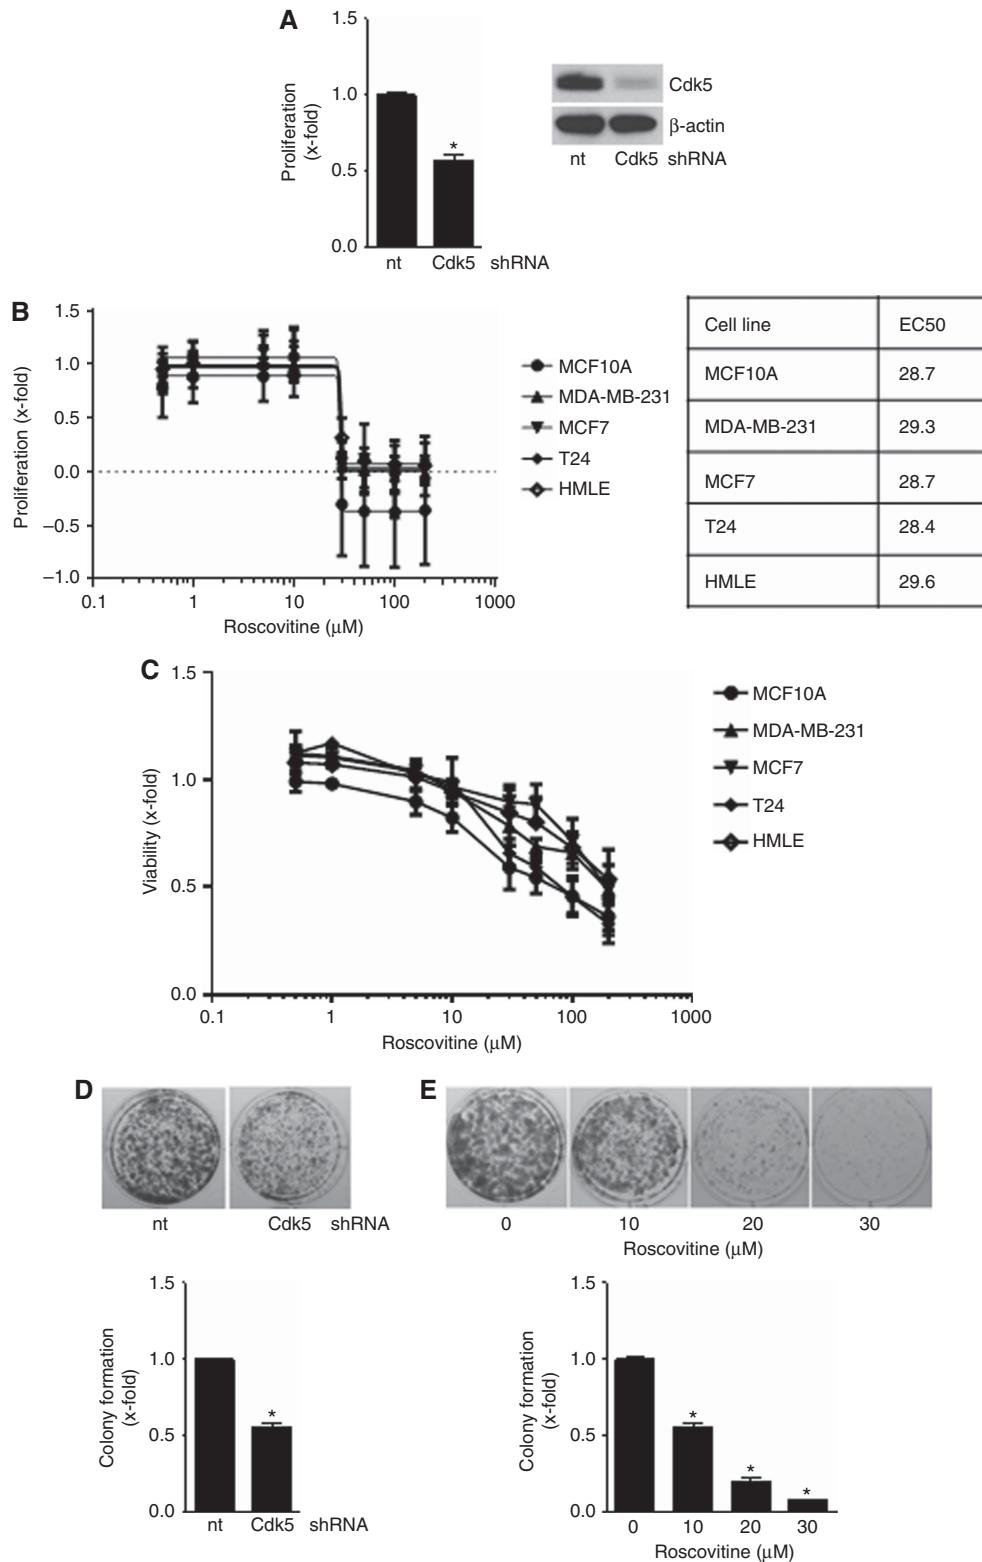 A
1.5
1.0
0.5
0.0
Proliferation
(x-fold)
*
nt Cdk5 shRNA
Cdk5
β-actin
nt Cdk5 shRNA
B
1.5
1.0
0.5
0.0
−0.5
−1.0
Proliferation (x-fold)
0.1 1 10 100 1000
Roscovitine (μM)
MCF10A
MDA-MB-231
MCF7
T24
HMLE
Cell line EC50
MCF10A 28.7
MDA-MB-231 29.3
MCF7 28.7
T24 28.4
HMLE 29.6
C
1.5
1.0
0.5
0.0
Viability (x-fold)
0.1 1 10 100 1000
Roscovitine (μM)
MCF10A
MDA-MB-231
MCF7
T24
HMLE
D
nt Cdk5 shRNA
1.5
1.0
0.5
0.0
Colony formation
(x-fold)
*
nt Cdk5 shRNA
E
0 10 20 30
Roscovitine (μM)
1.5
1.0
0.5
0.0
Colony formation
(x-fold)
*
*
*
0 10 20 30
Roscovitine (μM)